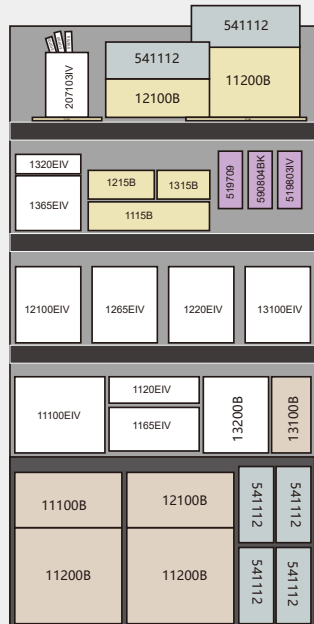 541112
541112
11200B
12100B
207103IV
1320EIV
1365EIV
1215B
1315B
1115B
519709
590804BK
519803IV
12100EIV
1265EIV
1220EIV
13100EIV
11100EIV
1120EIV
1165EIV
13200B
13100B
11100B
12100B
541112
541112
11200B
11200B
541112
541112